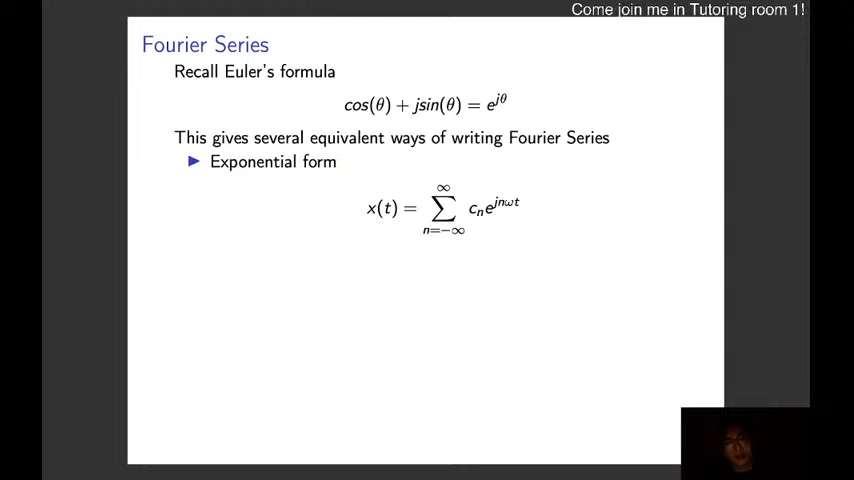 Come join me in Tutoring room 1!
Fourier Series
Recall Euler's formula
cos(θ) + jsin(θ) = e^{jθ}
This gives several equivalent ways of writing Fourier Series
▶ Exponential form
x(t) = ∑_{n=−∞}^{∞} c_n e^{jnωt}